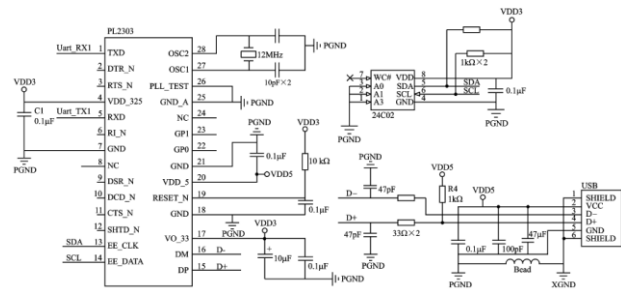 PL2303
Uart_RX1 1 TXD OSC2 28
2 DTR_N OSC1 27
3 RTS_N PLL_TEST 26
VDD3 4 VDD_325 GND_A 25
Uart_TX1 5 RXD NC 24
6 RI_N GP1 23
7 GND GP0 22
8 NC GND 21
9 DSR_N VDD_5 20
10 DCD_N RESET_N 19
11 CTS_N GND 18
12 SHTD_N VO_33 17
SDA 13 EE_CLK DM 16 D-
SCL 14 EE_DATA DP 15 D+
C1
0.1μF
PGND
12MHz
10pF×2
PGND
PGND
VDD3
0.1μF
10 kΩ
VDD5
0.1μF
PGND
VDD3
10μF
0.1μF
PGND
VDD3
1kΩ×2
7 WC# VDD 8
1 A0 SDA 5 SDA
2 A1 SCL 6 SCL
3 A3 GND 4
24C02
0.1μF
PGND
PGND
PGND
47pF
D-
D+
47pF
33Ω×2
PGND
VDD5
R4
1kΩ
VDD5
USB
1 SHIELD
2 VCC
3 D-
4 D+
5 GND
6 SHIELD
0.1μF
100pF
47μF
Bead
PGND
XGND